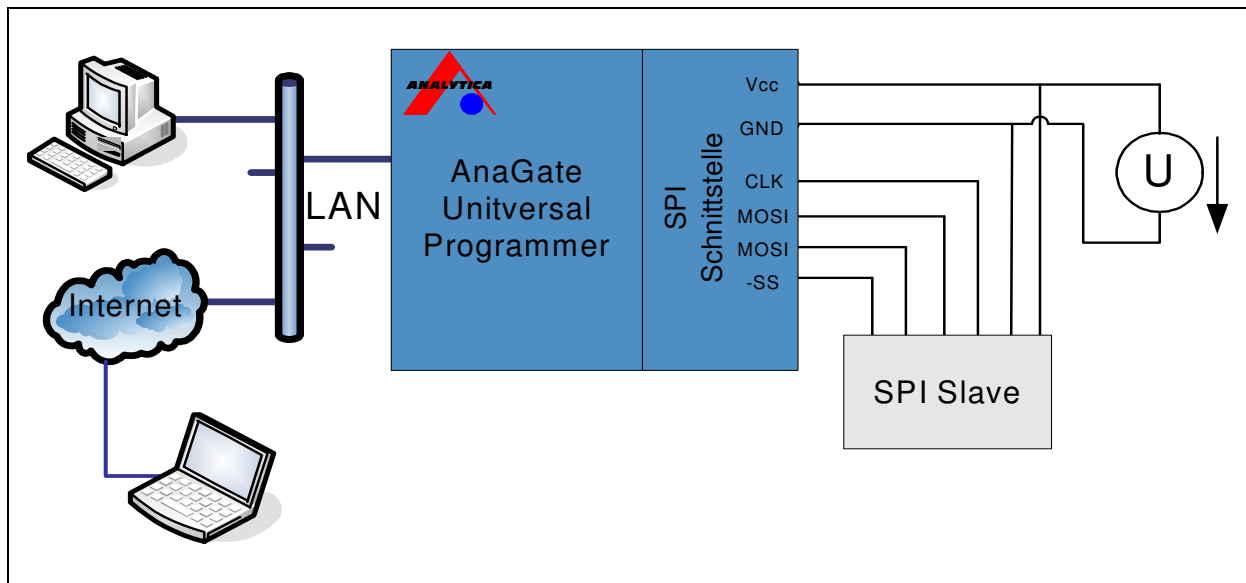 ANALYTICA
AnaGate
Unitversal
Programmer
SPI
Schnittstelle
Vcc
GND
CLK
MOSI
MOSI
-SS
LAN
Internet
U
SPI Slave